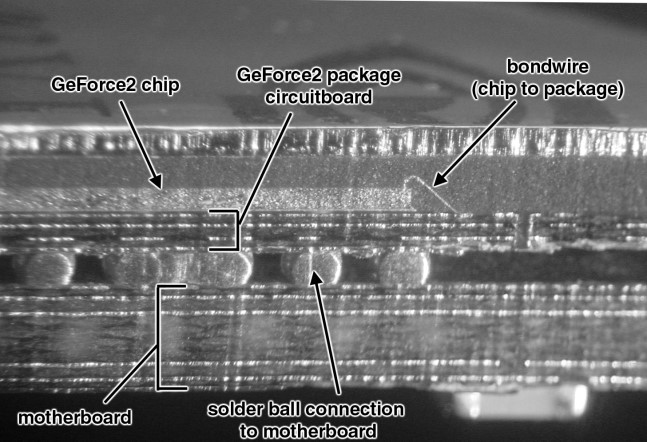 GeForce2 chip
GeForce2 package
circuitboard
bondwire
(chip to package)
motherboard
solder ball connection
to motherboard